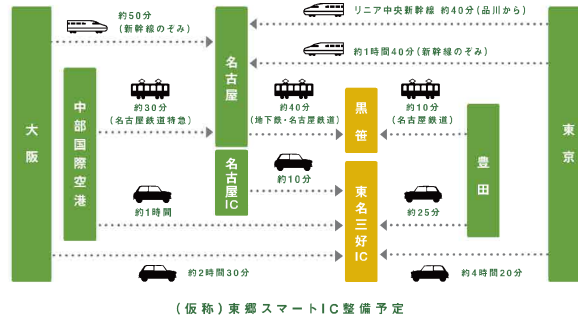 約50分
(新幹線のぞみ)
リニア中央新幹線 約40分(品川から)
約1時間40分(新幹線のぞみ)
大阪
中部国際空港
約30分
(名古屋鉄道特急)
名古屋
約40分
(地下鉄・名古屋鉄道)
黒笹
約10分
(名古屋鉄道)
豊田
東京
名古屋IC
約10分
東名三好IC
約1時間
約25分
約2時間30分
約4時間20分
(仮称)東郷スマートIC整備予定